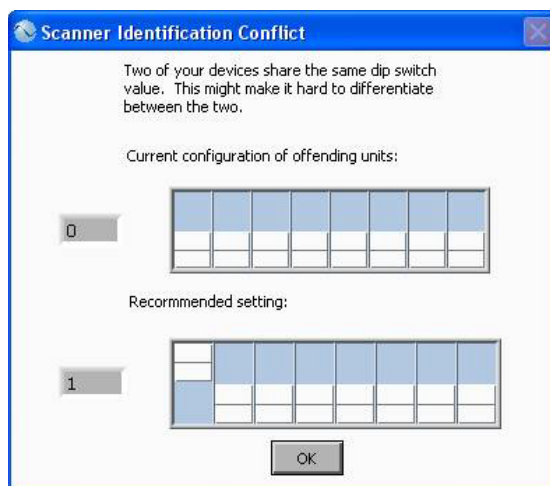 Scanner Identification Conflict
Two of your devices share the same dip switch
value. This might make it hard to differentiate
between the two.
Current configuration of offending units:
0
Recommended setting:
1
OK